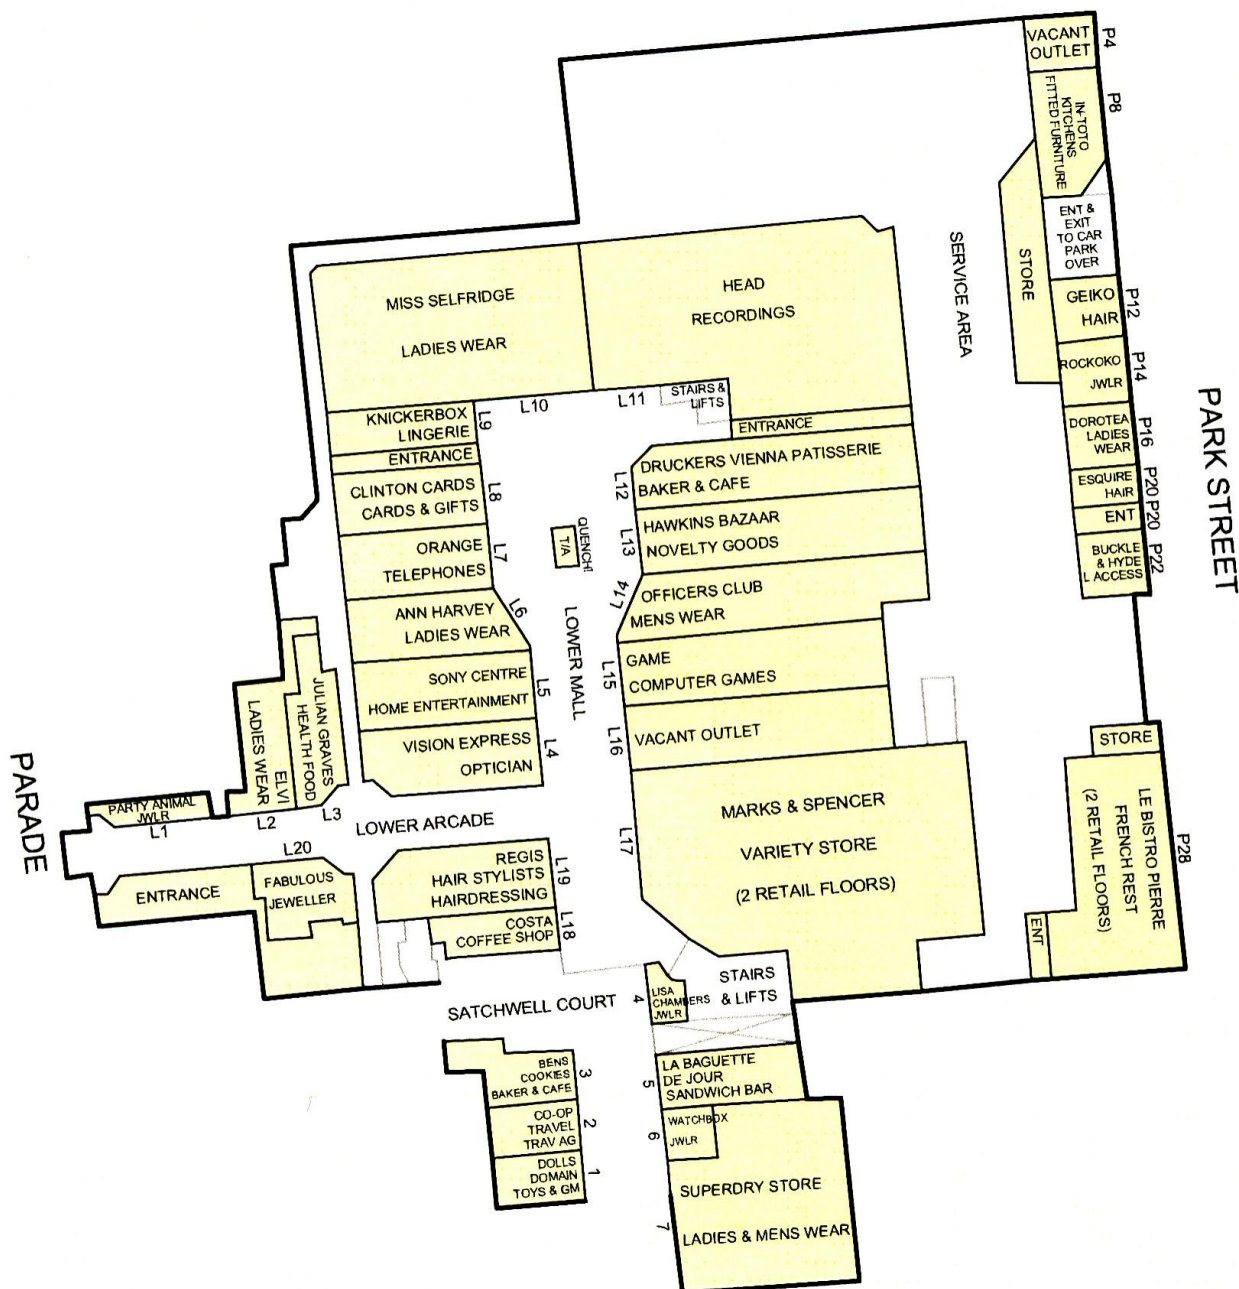 VACANT
OUTLET
P4
IN-TOTO
KITCHENS
FITTED FURNITURE
P8
ENT &
EXIT
TO CAR
PARK
OVER
STORE
SERVICE AREA
GEIKO
HAIR
P12
ROCKOKO
JWLR
P14
DOROTEA
LADIES
WEAR
P16
ESQUIRE
HAIR
P20
ENT
P20
BUCKLE
& HYDE
L ACCESS
P22
PARK STREET
MISS SELFRIDGE
LADIES WEAR
L10
HEAD
RECORDINGS
L11
STAIRS &
LIFTS
ENTRANCE
KNICKERBOX
LINGERIE
L9
ENTRANCE
CLINTON CARDS
CARDS & GIFTS
L8
ORANGE
TELEPHONES
L7
ANN HARVEY
LADIES WEAR
L6
SONY CENTRE
HOME ENTERTAINMENT
L5
VISION EXPRESS
OPTICIAN
L4
QUENCH!
T/A
LOWER MALL
DRUCKERS VIENNA PATISSERIE
BAKER & CAFE
L12
HAWKINS BAZAAR
NOVELTY GOODS
L13
OFFICERS CLUB
MENS WEAR
L14
GAME
COMPUTER GAMES
L15
VACANT OUTLET
L16
MARKS & SPENCER
VARIETY STORE
(2 RETAIL FLOORS)
L17
STORE
LE BISTRO PIERRE
FRENCH REST
(2 RETAIL FLOORS)
P28
ENT
JULIAN GRAVES
HEALTH FOOD
L3
ELVI
LADIES WEAR
L2
PARTY ANIMAL
JWLR
L1
PARADE
LOWER ARCADE
L20
ENTRANCE
FABULOUS
JEWELLER
REGIS
HAIR STYLISTS
HAIRDRESSING
L19
COSTA
COFFEE SHOP
L18
SATCHWELL COURT
STAIRS
& LIFTS
LISA
CHAMBERS
JWLR
4
BENS
COOKIES
BAKER & CAFE
3
CO-OP
TRAVEL
TRAV AG
2
DOLLS
DOMAIN
TOYS & GM
1
LA BAGUETTE
DE JOUR
SANDWICH BAR
5
WATCHBOX
JWLR
6
SUPERDRY STORE
LADIES & MENS WEAR
7